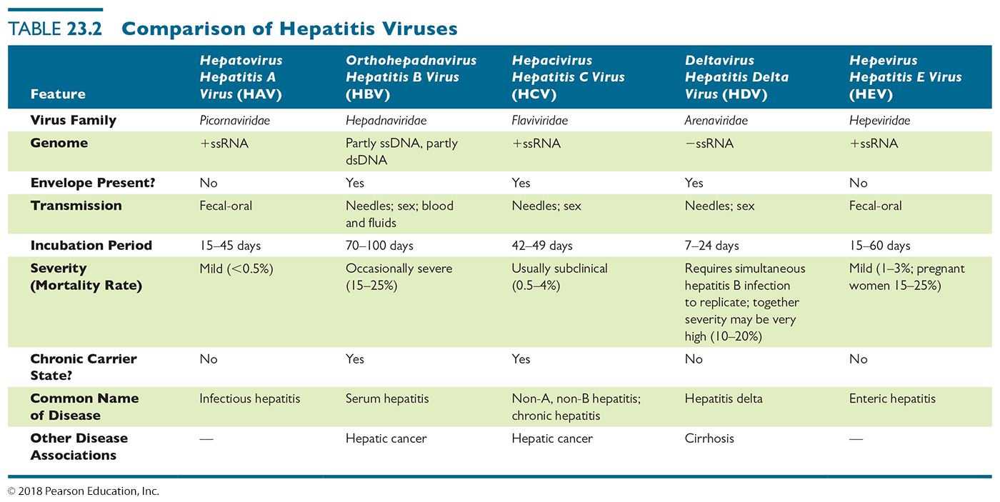 TABLE 23.2 Comparison of Hepatitis Viruses
Hepatovirus Orthohepadnavirus Hepacivirus Deltavirus Hepevirus
Hepatitis A Hepatitis B Virus Hepatitis C Virus Hepatitis Delta Hepatitis E Virus
Feature Virus (HAV) (HBV) (HCV) Virus (HDV) (HEV)
Virus Family Picornaviridae Hepadnaviridae Flaviviridae Arenaviridae Hepeviridae
Genome +ssRNA Partly ssDNA, partly +ssRNA −ssRNA +ssRNA
dsDNA
Envelope Present? No Yes Yes Yes No
Transmission Fecal-oral Needles; sex; blood Needles; sex Needles; sex Fecal-oral
and fluids
Incubation Period 15–45 days 70–100 days 42–49 days 7–24 days 15–60 days
Severity Mild (<0.5%) Occasionally severe Usually subclinical Requires simultaneous Mild (1–3%; pregnant
(Mortality Rate) (15–25%) (0.5–4%) hepatitis B infection women 15–25%)
to replicate; together
severity may be very
high (10–20%)
Chronic Carrier No Yes Yes No No
State?
Common Name Infectious hepatitis Serum hepatitis Non-A, non-B hepatitis; Hepatitis delta Enteric hepatitis
of Disease chronic hepatitis
Other Disease — Hepatic cancer Hepatic cancer Cirrhosis —
Associations
© 2018 Pearson Education, Inc.